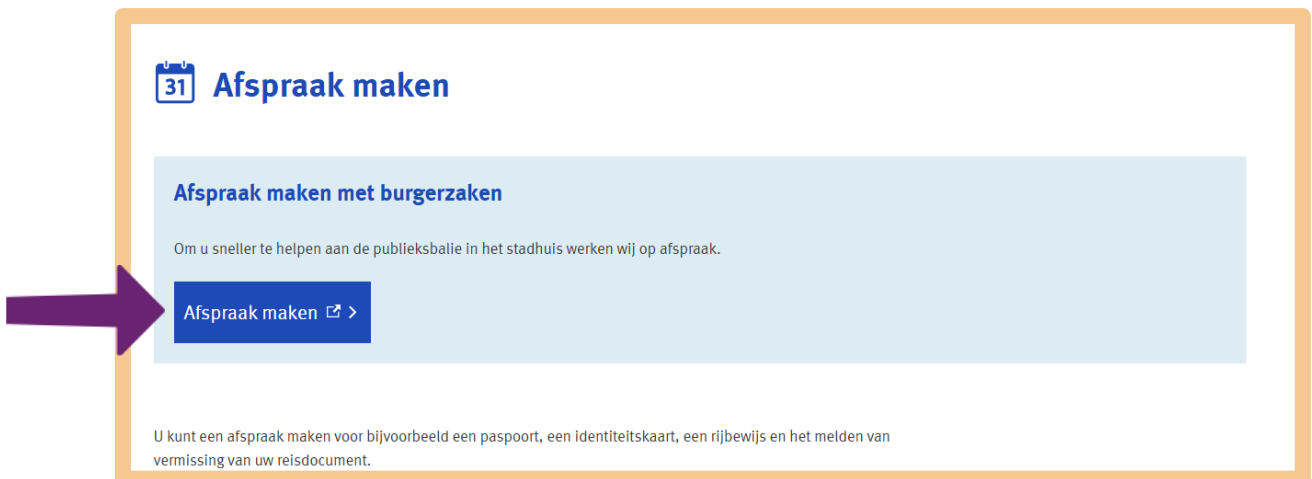 31 Afspraak maken
Afspraak maken met burgerzaken
Om u sneller te helpen aan de publieksbalie in het stadhuis werken wij op afspraak.
Afspraak maken
U kunt een afspraak maken voor bijvoorbeeld een paspoort, een identiteitskaart, een rijbewijs en het melden van
vermissing van uw reisdocument.